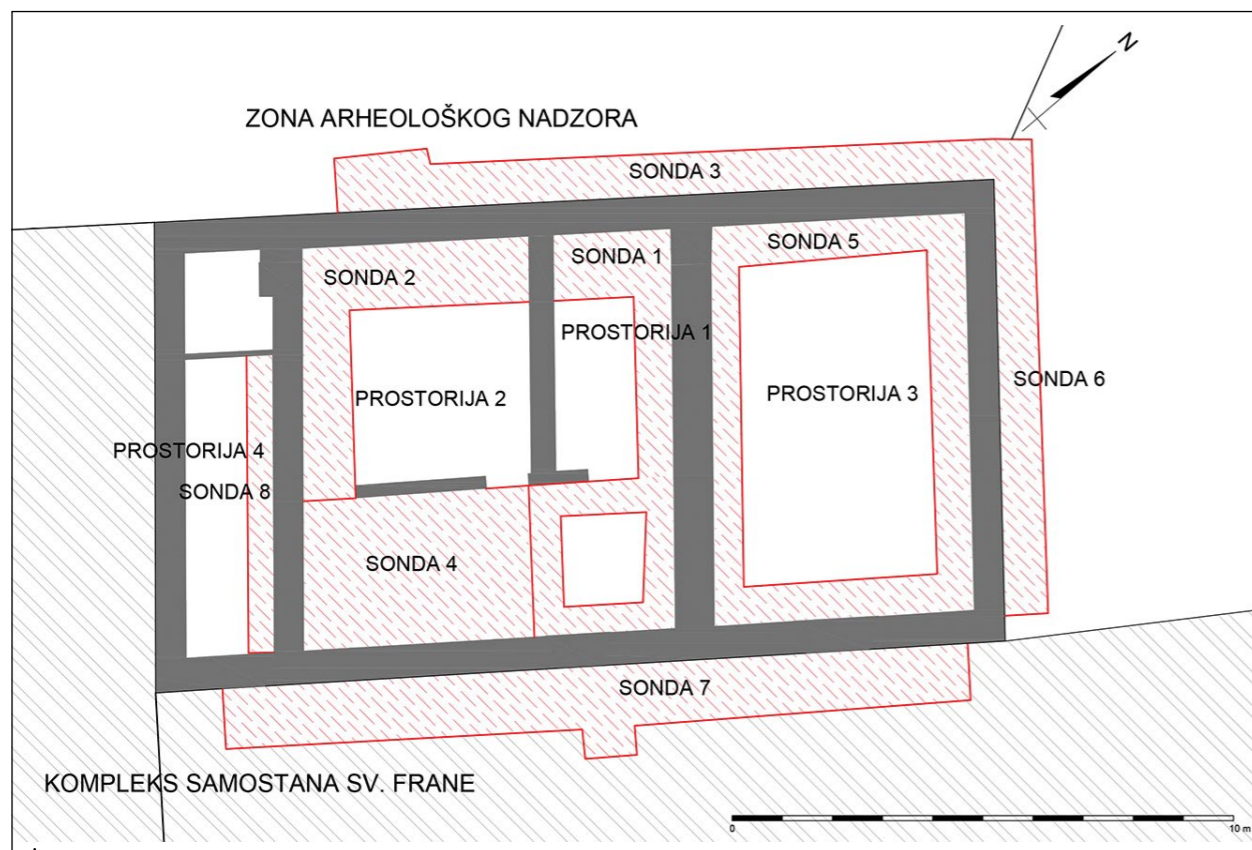 N
ZONA ARHEOLOŠKOG NADZORA
SONDA 3
SONDA 1
SONDA 5
SONDA 2
PROSTORIJA 1
SONDA 6
PROSTORIJA 3
PROSTORIJA 2
PROSTORIJA 4
SONDA 8
SONDA 4
SONDA 7
KOMPLEKS SAMOSTANA SV. FRANE
0
10 m